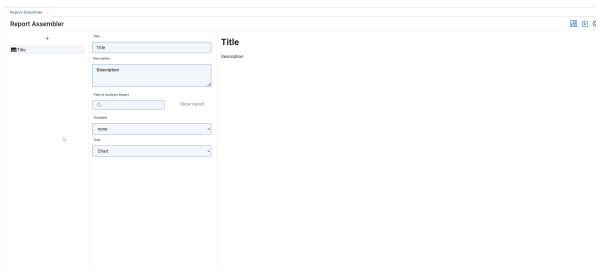 Report Assembler
Report Assembler
+
Title
Title
Title
Description
Description
Path of Analyzer Report
Show report
Template
none
Type
Chart
Title
Description